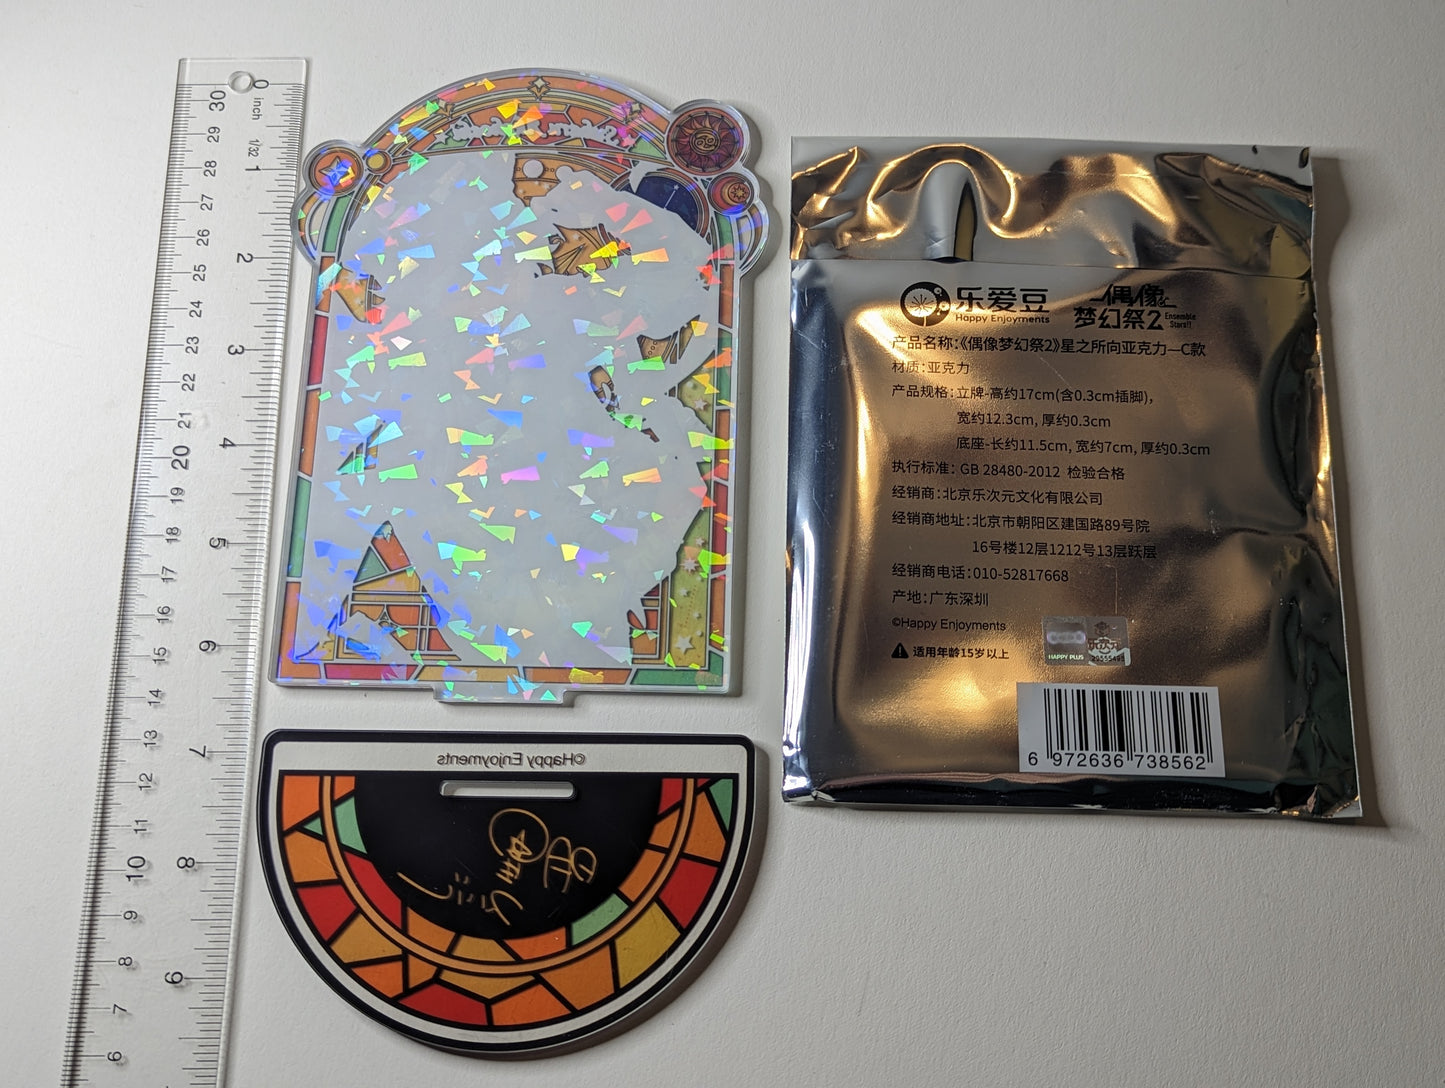 0 inch 1/32 1 2 3 4 5 6 7 8 9
30 29 28 27 26 25 24 23 22 21 20 19 18 17 16 15 14 13 12 11 10 9 8 7 6
©Happy Enjoyments
乐爱豆
Happy Enjoyments
偶像
梦幻祭2
Ensemble
Stars!!
产品名称:《偶像梦幻祭2》星之所向亚克力—C款
材质:亚克力
产品规格:立牌-高约17cm(含0.3cm插脚),
宽约12.3cm, 厚约0.3cm
底座-长约11.5cm, 宽约7cm, 厚约0.3cm
执行标准: GB 28480-2012 检验合格
经销商:北京乐次元文化有限公司
经销商地址:北京市朝阳区建国路89号院
16号楼12层1212号13层跃层
经销商电话:010-52817668
产地:广东深圳
©Happy Enjoyments
适用年龄15岁以上
HAPPY PLUS
6 972636 738562